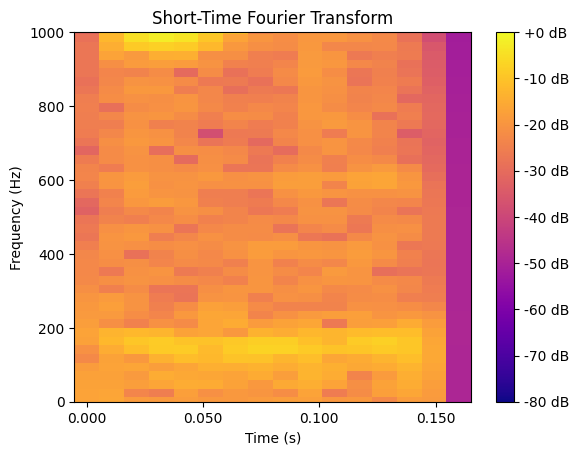 Short-Time Fourier Transform
Frequency (Hz)
1000
800
600
400
200
0
0.000
0.050
0.100
0.150
Time (s)
+0 dB
-10 dB
-20 dB
-30 dB
-40 dB
-50 dB
-60 dB
-70 dB
-80 dB